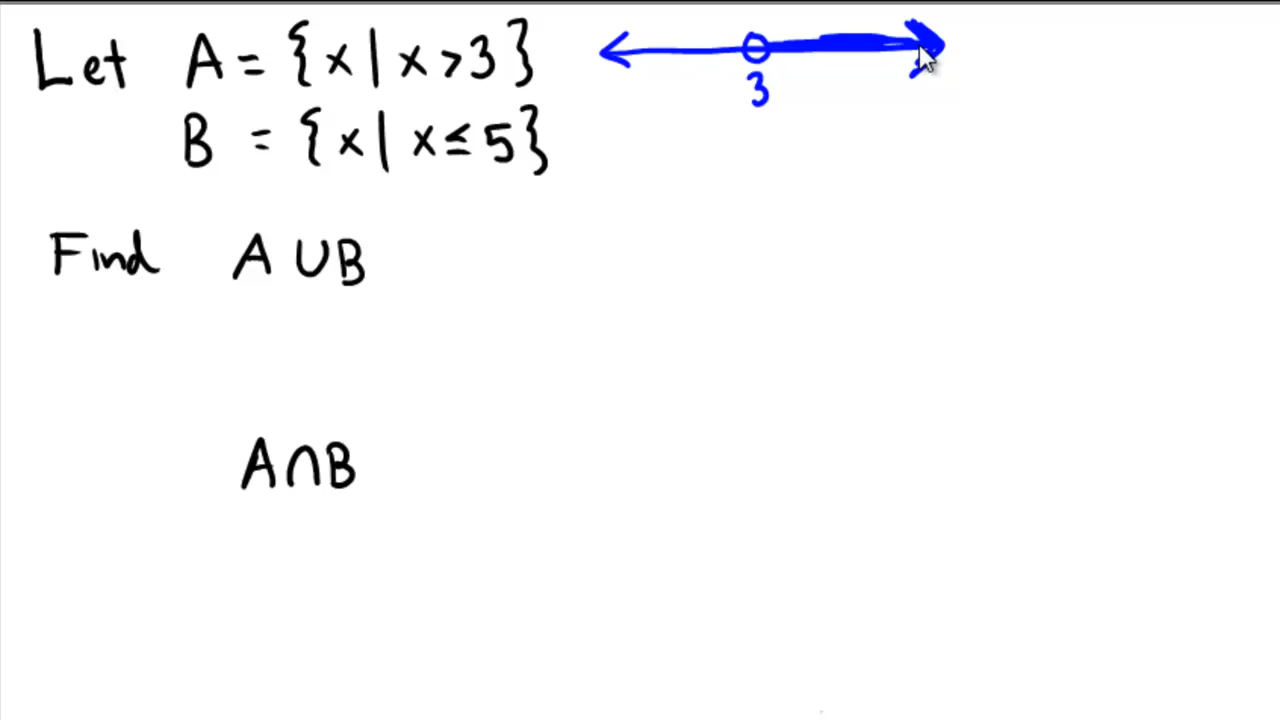 Let A = {x | x > 3}
3
B = {x | x ≤ 5}
Find A ∪ B
A ∩ B